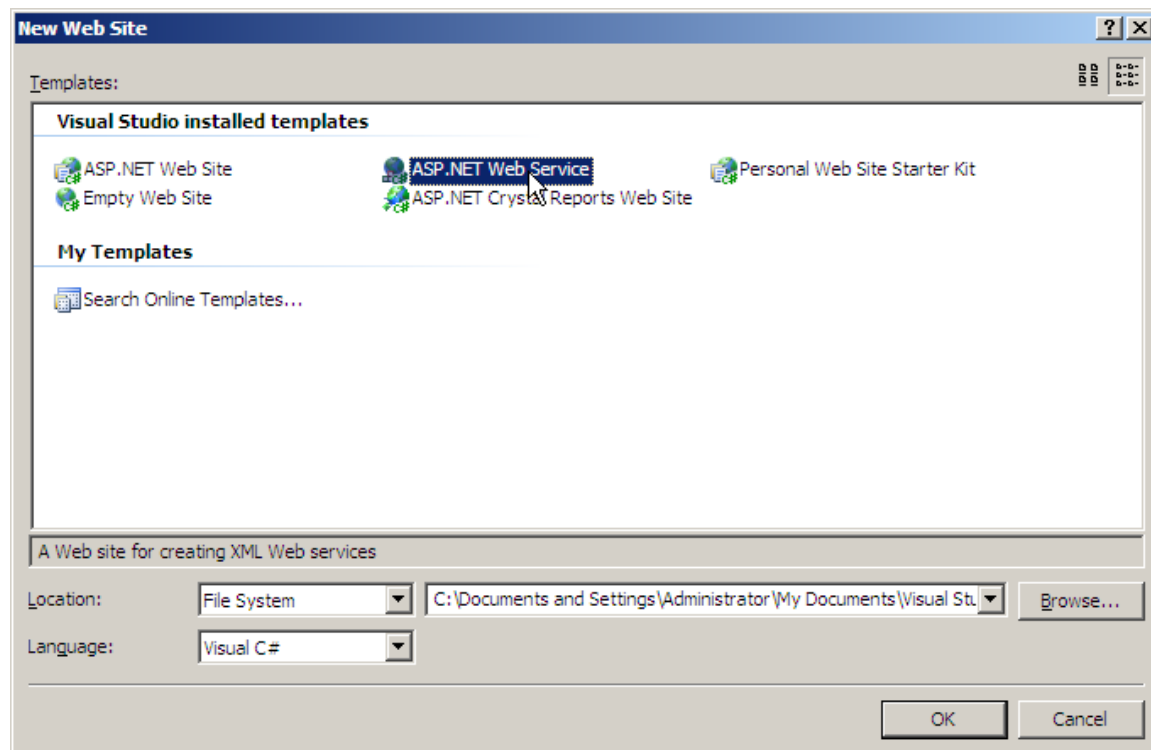 New Web Site
Templates:
Visual Studio installed templates
ASP.NET Web Site
ASP.NET Web Service
Personal Web Site Starter Kit
Empty Web Site
ASP.NET Crystal Reports Web Site
My Templates
Search Online Templates...
A Web site for creating XML Web services
Location:
File System
C:\Documents and Settings\Administrator\My Documents\Visual Stu
Browse...
Language:
Visual C#
OK
Cancel